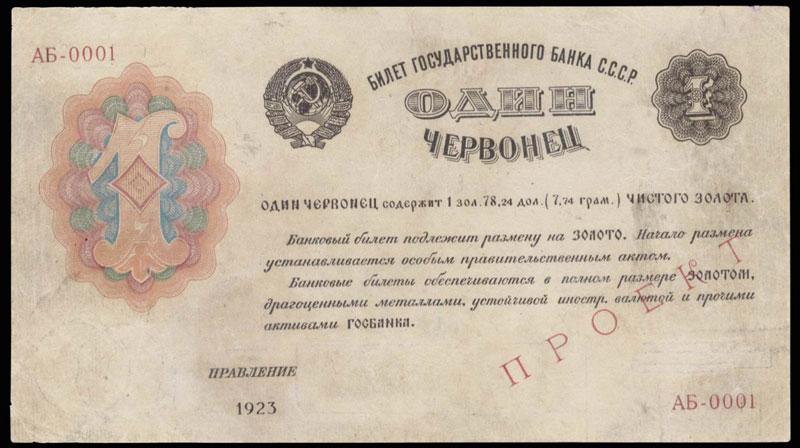 АБ-0001
БИЛЕТ ГОСУДАРСТВЕННОГО БАНКА С.С.С.Р.
ОДИН
ЧЕРВОНЕЦ
1
1
ОДИН ЧЕРВОНЕЦ СОДЕРЖИТ 1 ЗОЛ. 78,24 ДОЛ. (7,74 ГРАМ.) ЧИСТОГО ЗОЛОТА.
Банковый билет подлежит размену на ЗОЛОТО. Начало размена
устанавливается особым правительственным актом.
Банковые билеты обеспечиваются в полном размере ЗОЛОТОМ,
драгоценными металлами, устойчивой иностр. валютой и прочими
активами ГОСБАНКА.
ПРОЕКТ
ПРАВЛЕНИЕ
1923
АБ-0001